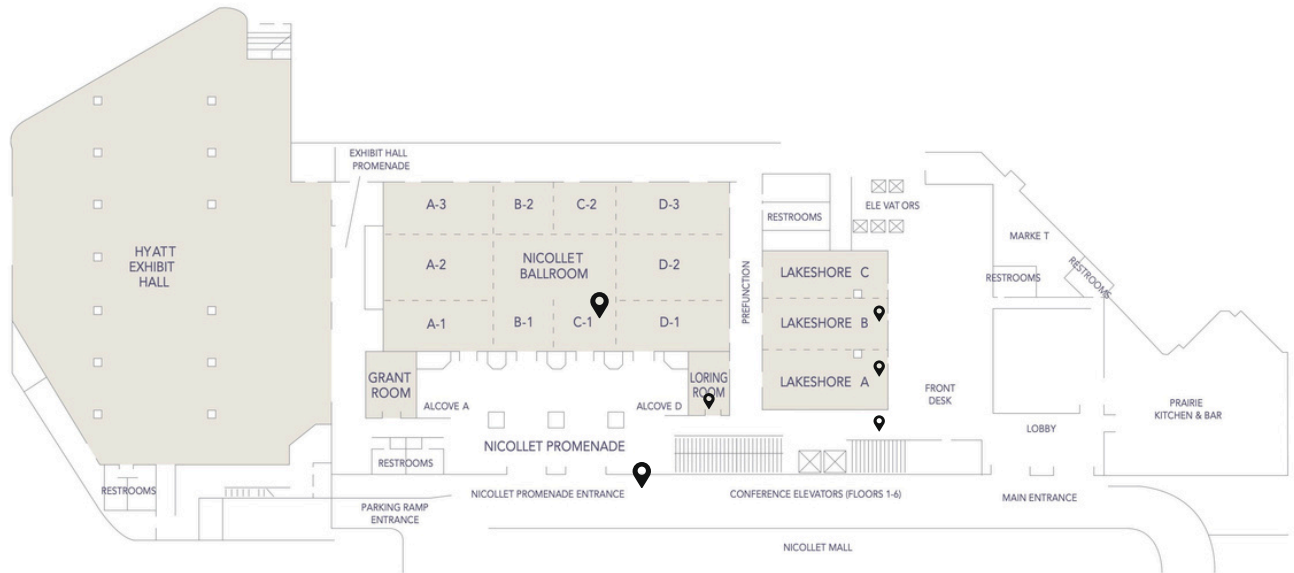 EXHIBIT HALL
PROMENADE
A-3
B-2
C-2
D-3
RESTROOMS
ELE VAT ORS
HYATT
EXHIBIT
HALL
A-2
NICOLLET
BALLROOM
D-2
PREFUNCTION
LAKESHORE C
MARKE T
RESTROOMS
RESTROOMS
A-1
B-1
C-1
D-1
LAKESHORE B
GRANT
ROOM
LORING
ROOM
LAKESHORE A
ALCOVE A
ALCOVE D
FRONT
DESK
PRAIRIE
KITCHEN & BAR
LOBBY
NICOLLET PROMENADE
RESTROOMS
RESTROOMS
NICOLLET PROMENADE ENTRANCE
CONFERENCE ELEVATORS (FLOORS 1-6)
MAIN ENTRANCE
PARKING RAMP
ENTRANCE
NICOLLET MALL